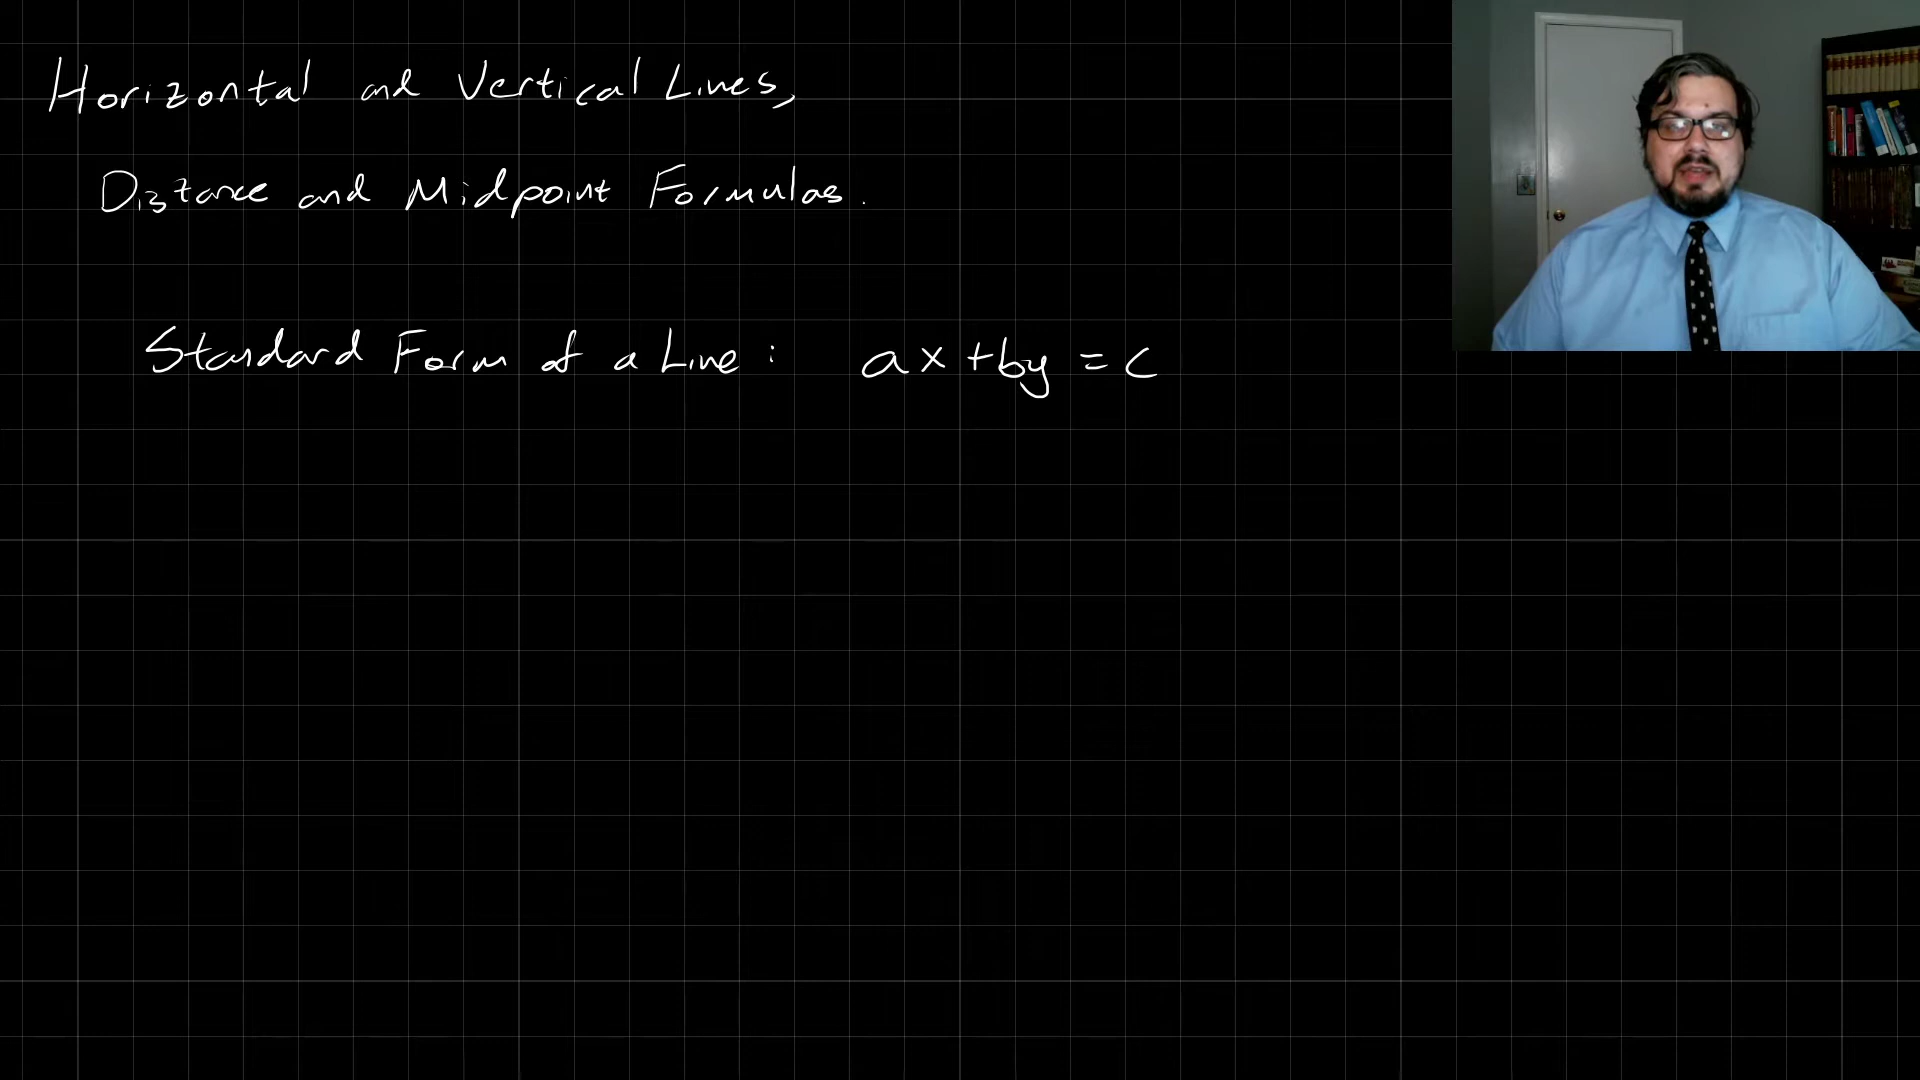 Horizontal and Vertical Lines,
Distance and Midpoint Formulas.
Standard Form of a Line: ax + by = c